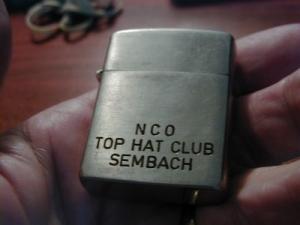 NCO
TOP HAT CLUB
SEMBACH